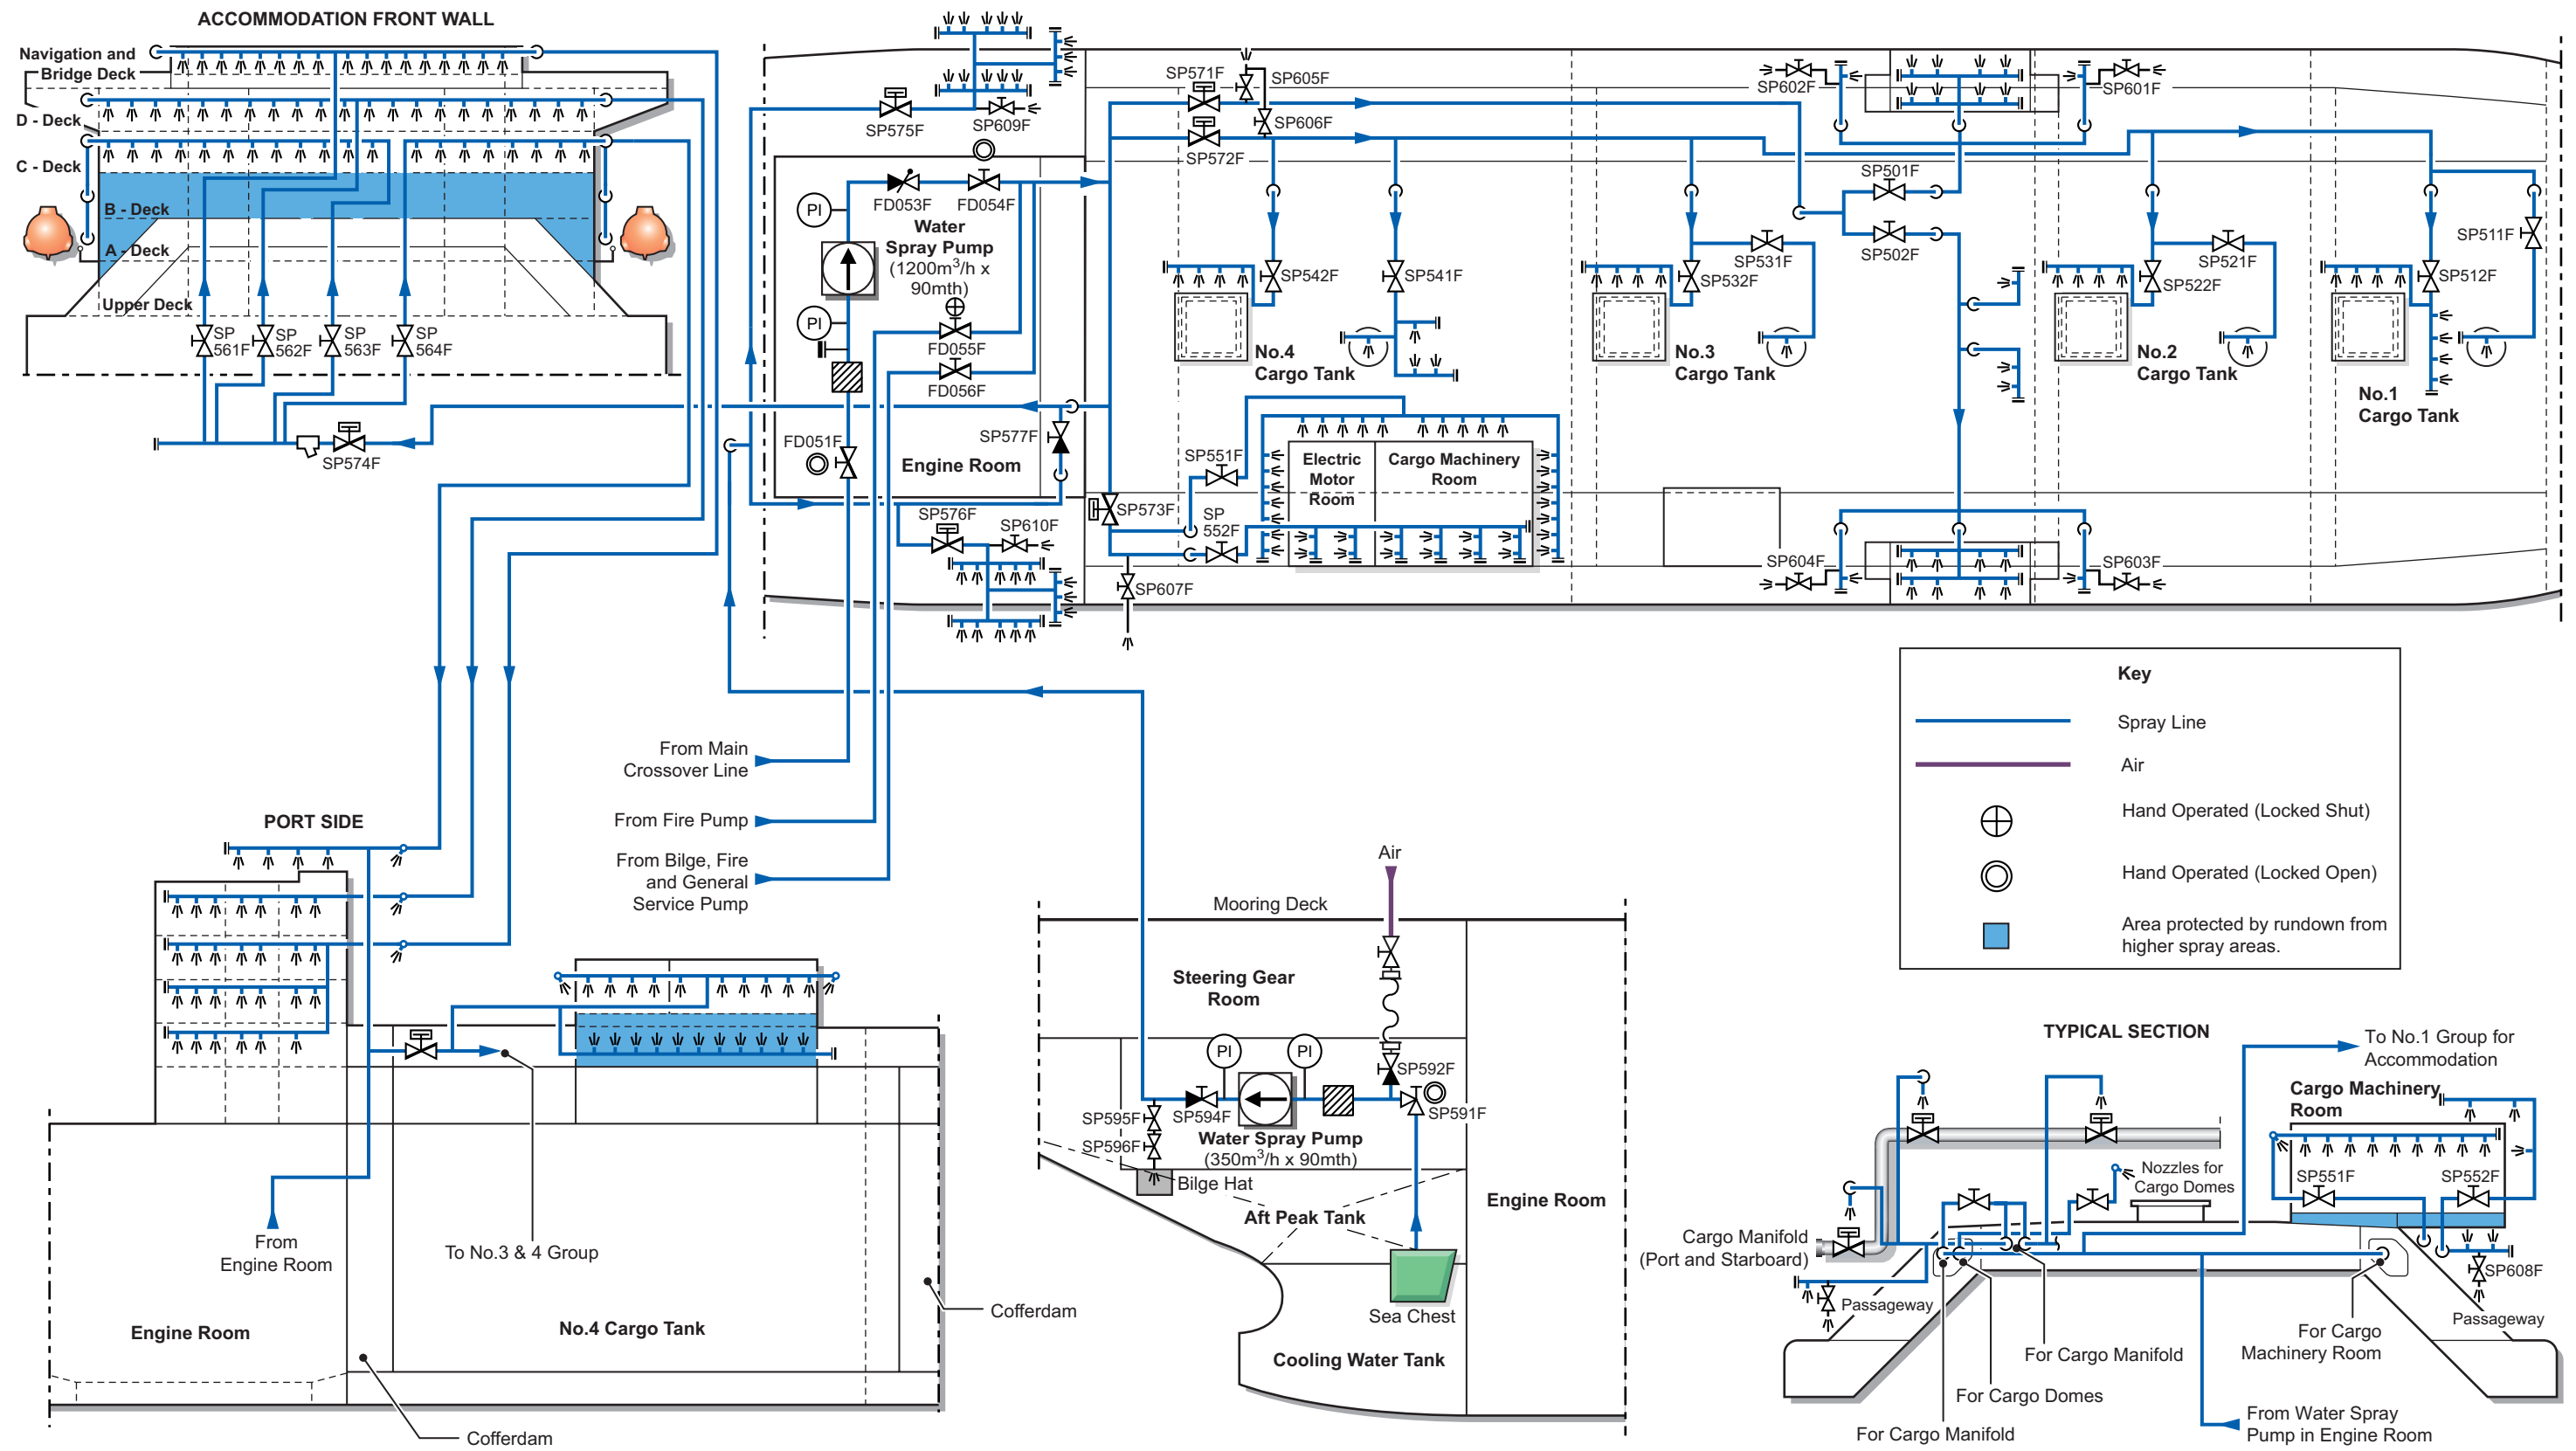 ACCOMMODATION FRONT WALL
Navigation and
Bridge Deck
D - Deck
C - Deck
B - Deck
A - Deck
Upper Deck
SP
561F
SP
562F
SP
563F
SP
564F
SP574F
SP575F
SP609F
PI
FD053F
FD054F
Water
Spray Pump
(1200m³/h x
90mth)
PI
FD055F
FD056F
FD051F
SP577F
Engine Room
SP576F
SP610F
SP571F
SP605F
SP606F
SP572F
SP602F
SP601F
SP501F
SP502F
SP542F
SP541F
No.4
Cargo Tank
SP531F
SP532F
No.3
Cargo Tank
SP521F
SP522F
No.2
Cargo Tank
SP511F
SP512F
No.1
Cargo Tank
SP551F
Electric
Motor
Room
Cargo Machinery
Room
SP573F
SP
552F
SP607F
SP604F
SP603F
Key
Spray Line
Air
Hand Operated (Locked Shut)
Hand Operated (Locked Open)
Area protected by rundown from
higher spray areas.
From Main
Crossover Line
From Fire Pump
From Bilge, Fire
and General
Service Pump
PORT SIDE
From
Engine Room
To No.3 & 4 Group
Engine Room
No.4 Cargo Tank
Cofferdam
Cofferdam
Air
Mooring Deck
Steering Gear
Room
PI
PI
SP592F
SP591F
SP595F
SP594F
SP596F
Water Spray Pump
(350m³/h x 90mth)
Bilge Hat
Aft Peak Tank
Engine Room
Sea Chest
Cooling Water Tank
TYPICAL SECTION
To No.1 Group for
Accommodation
Cargo Machinery
Room
Nozzles for
Cargo Domes
SP551F
SP552F
Cargo Manifold
(Port and Starboard)
SP608F
Passageway
Passageway
For Cargo
Machinery Room
For Cargo Manifold
For Cargo Domes
For Cargo Manifold
From Water Spray
Pump in Engine Room